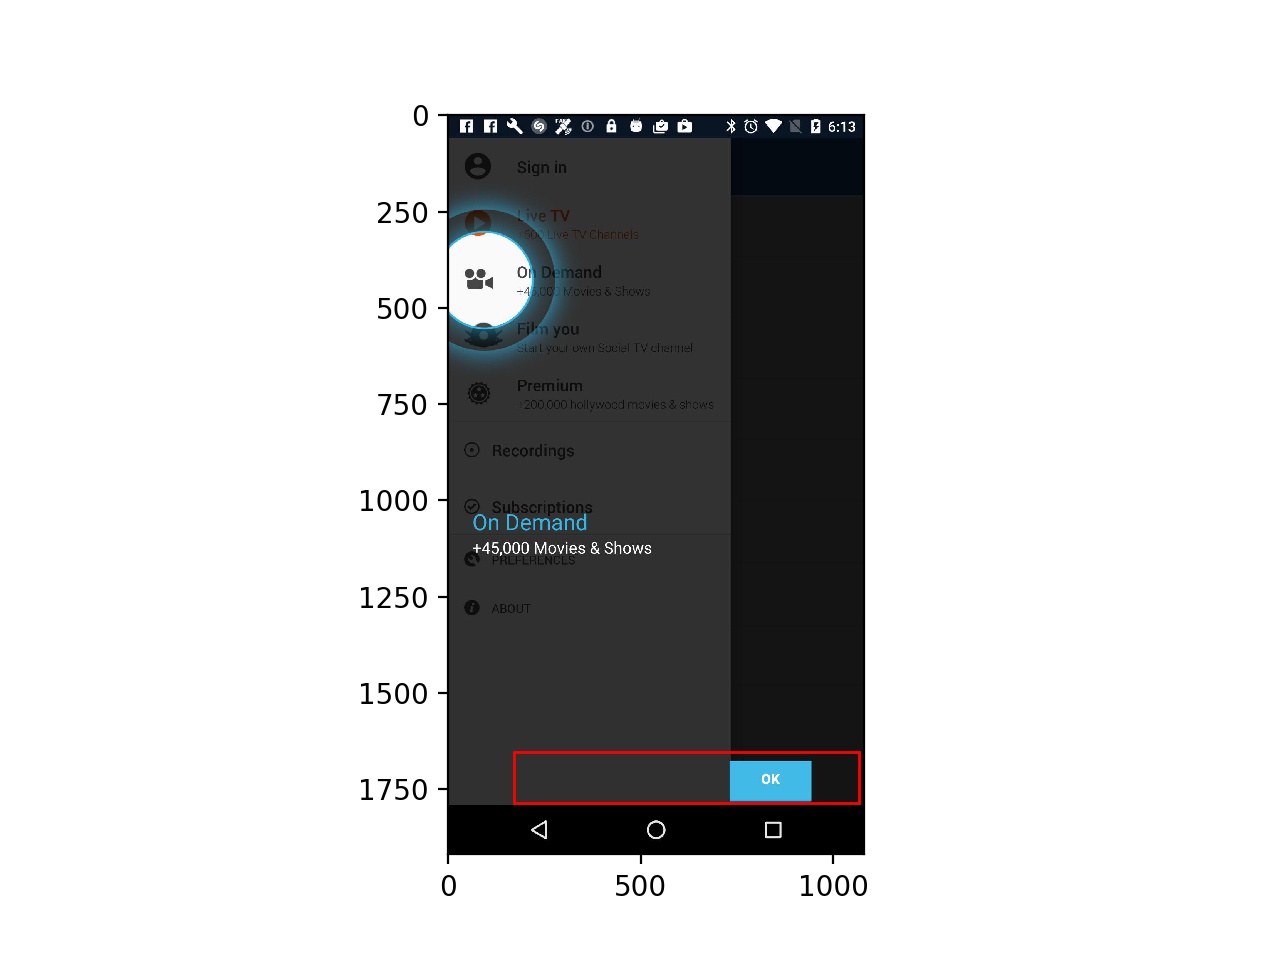 0
250
500
750
1000
1250
1500
1750
0
500
1000
6:13
Sign in
Live TV
+500 Live TV Channels
On Demand
+45,000 Movies & Shows
Film you
Start your own Social TV channel
Premium
+200,000 hollywood movies & shows
Recordings
Subscriptions
On Demand
+45,000 Movies & Shows
PREFERENCES
ABOUT
OK